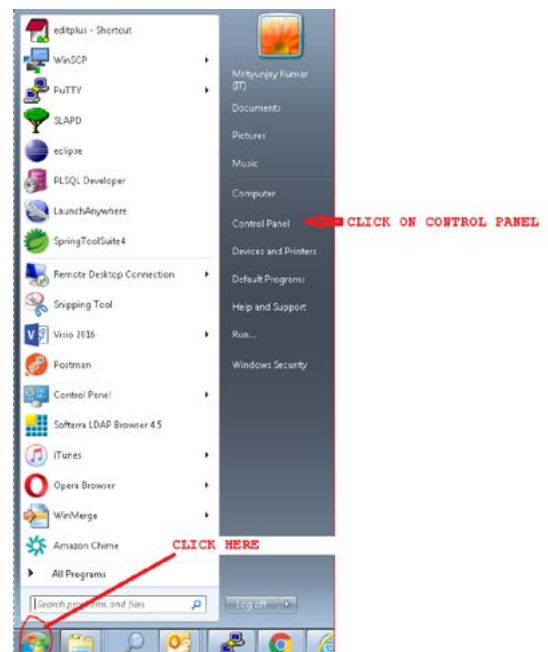 editplus - Shortcut
WinSCP
PuTTY
SLAPD
eclipse
PLSQL Developer
LaunchAnywhere
SpringToolSuite4
Remote Desktop Connection
Snipping Tool
Visio 2016
Postman
Control Panel
Softerra LDAP Browser 4.5
iTunes
Opera Browser
WinMerge
Amazon Chime
All Programs
Search programs and files
Mrityunjay Kumar
(IT)
Documents
Pictures
Music
Computer
Control Panel
CLICK ON CONTROL PANEL
Devices and Printers
Default Programs
Help and Support
Run...
Windows Security
CLICK HERE
Log off